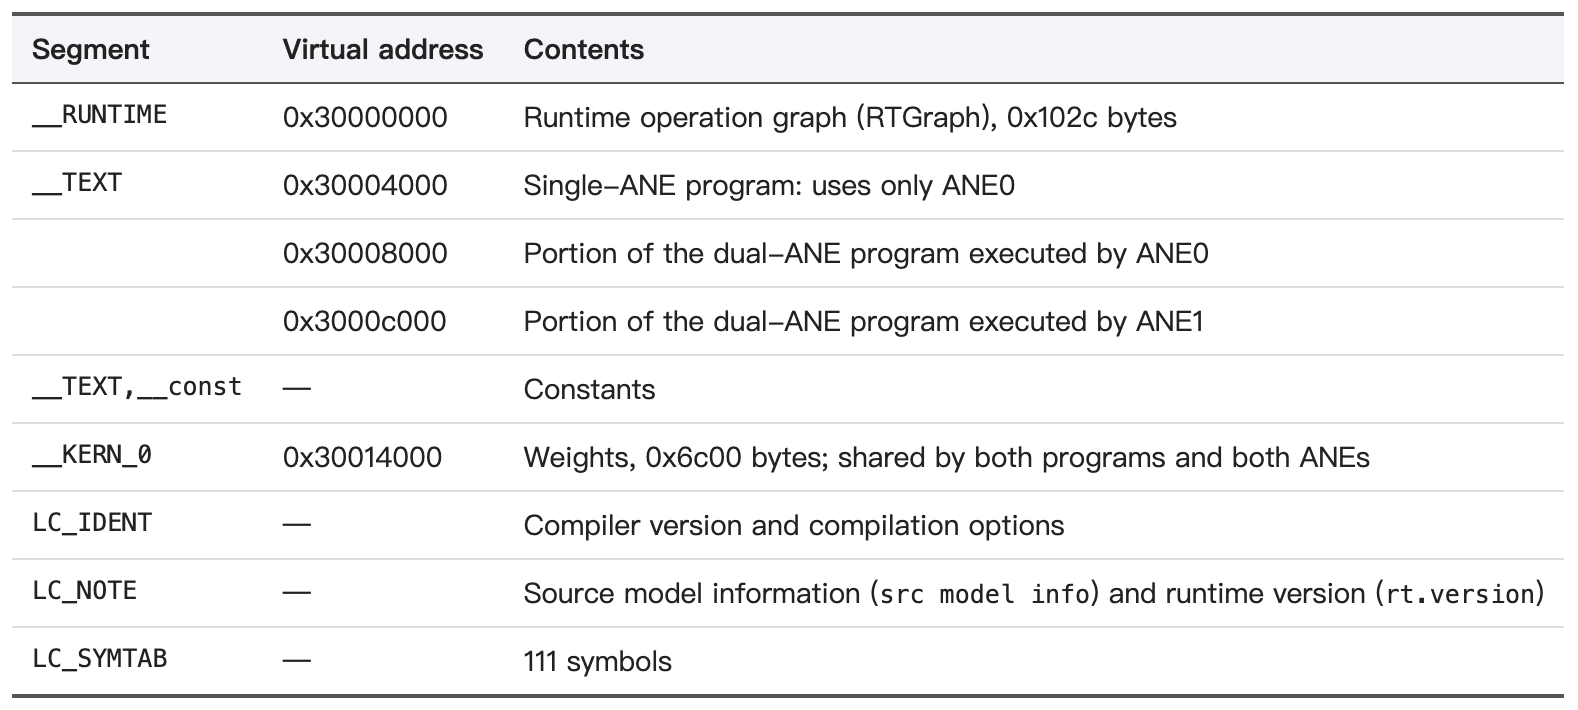 Segment Virtual address Contents
__RUNTIME 0x30000000 Runtime operation graph (RTGraph), 0x102c bytes
__TEXT 0x30004000 Single-ANE program: uses only ANE0
0x30008000 Portion of the dual-ANE program executed by ANE0
0x3000c000 Portion of the dual-ANE program executed by ANE1
__TEXT,__const — Constants
__KERN_0 0x30014000 Weights, 0x6c00 bytes; shared by both programs and both ANEs
LC_IDENT — Compiler version and compilation options
LC_NOTE — Source model information (src model info) and runtime version (rt.version)
LC_SYMTAB — 111 symbols